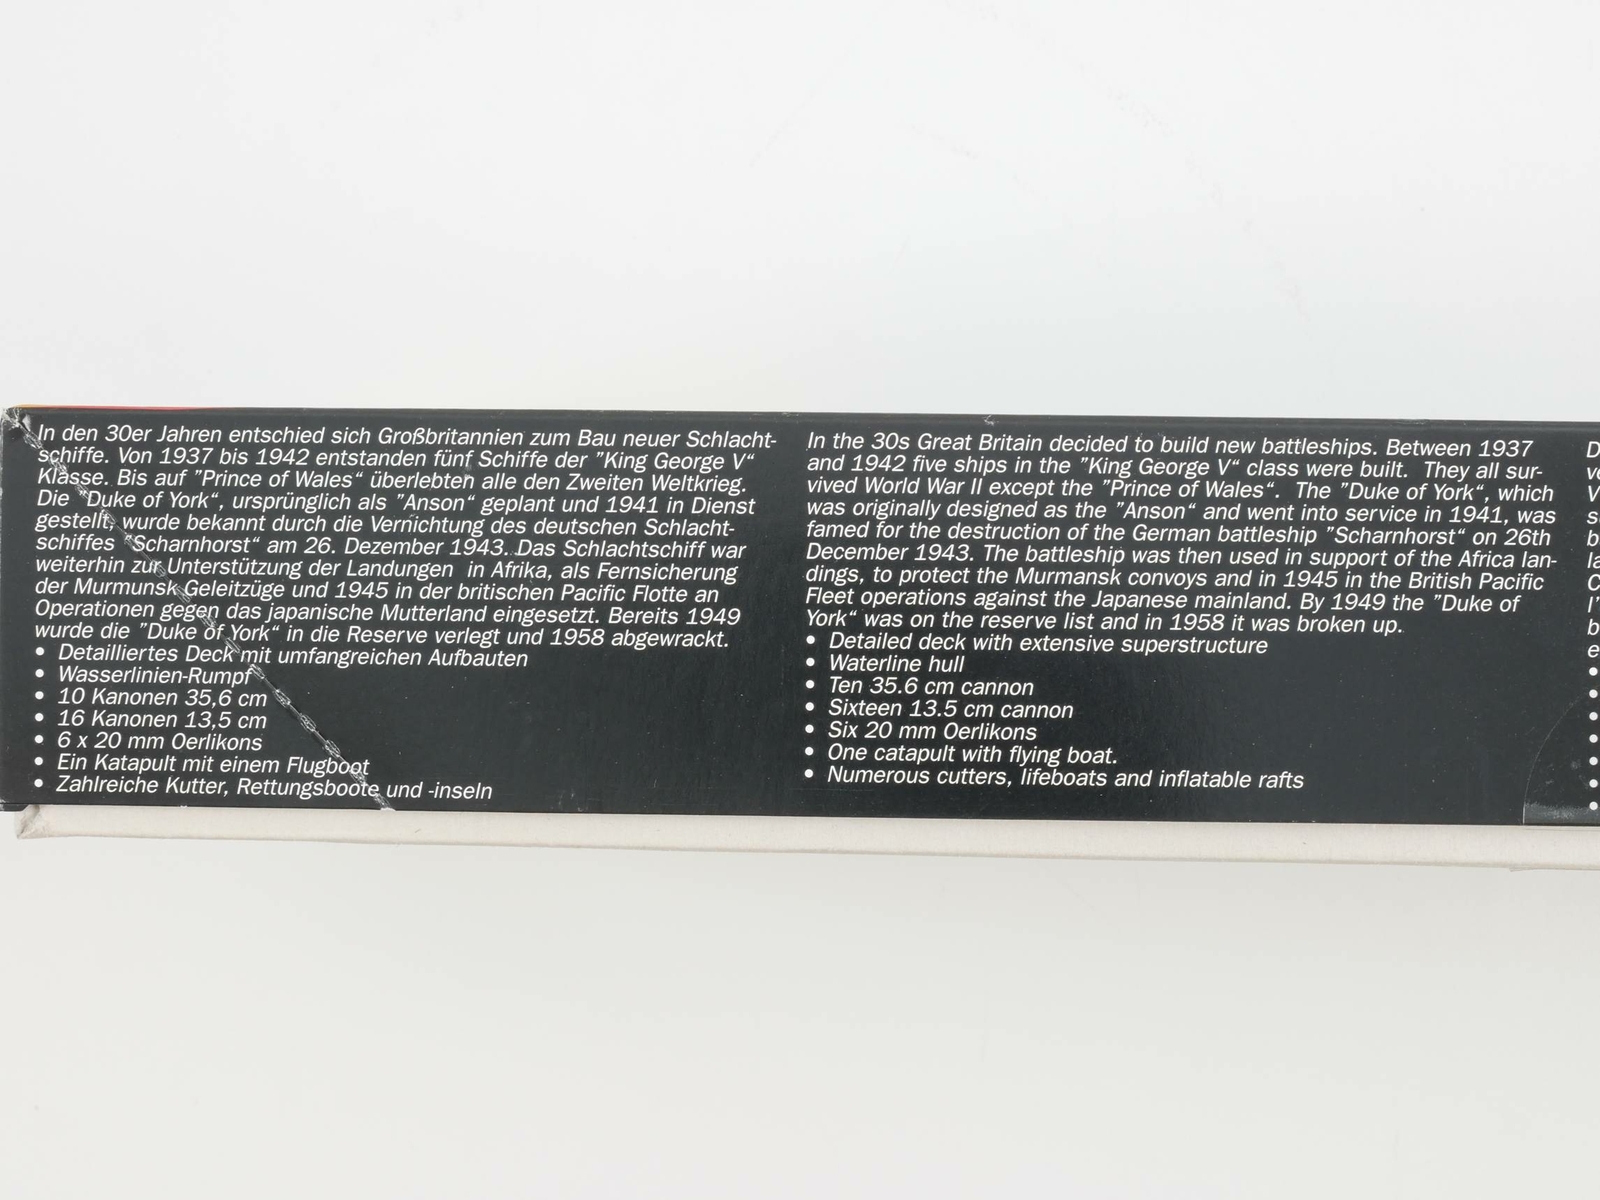 In den 30er Jahren entschied sich Großbritannien zum Bau neuer Schlacht-
schiffe. Von 1937 bis 1942 entstanden fünf Schiffe der "King George V“
Klasse. Bis auf "Prince of Wales“ überlebten alle den Zweiten Weltkrieg.
Die "Duke of York“, ursprünglich als "Anson“ geplant und 1941 in Dienst
gestellt, wurde bekannt durch die Vernichtung des deutschen Schlacht-
schiffes "Scharnhorst“ am 26. Dezember 1943. Das Schlachtschiff war
weiterhin zur Unterstützung der Landungen in Afrika, als Fernsicherung
der Murmunsk-Geleitzüge und 1945 in der britischen Pacific Flotte an
Operationen gegen das japanische Mutterland eingesetzt. Bereits 1949
wurde die "Duke of York“ in die Reserve verlegt und 1958 abgewrackt.
• Detailliertes Deck mit umfangreichen Aufbauten
• Wasserlinien-Rumpf
• 10 Kanonen 35,6 cm
• 16 Kanonen 13,5 cm
• 6 x 20 mm Oerlikons
• Ein Katapult mit einem Flugboot
• Zahlreiche Kutter, Rettungsboote und -inseln
In the 30s Great Britain decided to build new battleships. Between 1937
and 1942 five ships in the "King George V“ class were built. They all sur-
vived World War II except the "Prince of Wales“. The "Duke of York“, which
was originally designed as the "Anson“ and went into service in 1941, was
famed for the destruction of the German battleship "Scharnhorst“ on 26th
December 1943. The battleship was then used in support of the Africa lan-
dings, to protect the Murmansk convoys and in 1945 in the British Pacific
Fleet operations against the Japanese mainland. By 1949 the "Duke of
York“ was on the reserve list and in 1958 it was broken up.
• Detailed deck with extensive superstructure
• Waterline hull
• Ten 35.6 cm cannon
• Sixteen 13.5 cm cannon
• Six 20 mm Oerlikons
• One catapult with flying boat.
• Numerous cutters, lifeboats and inflatable rafts